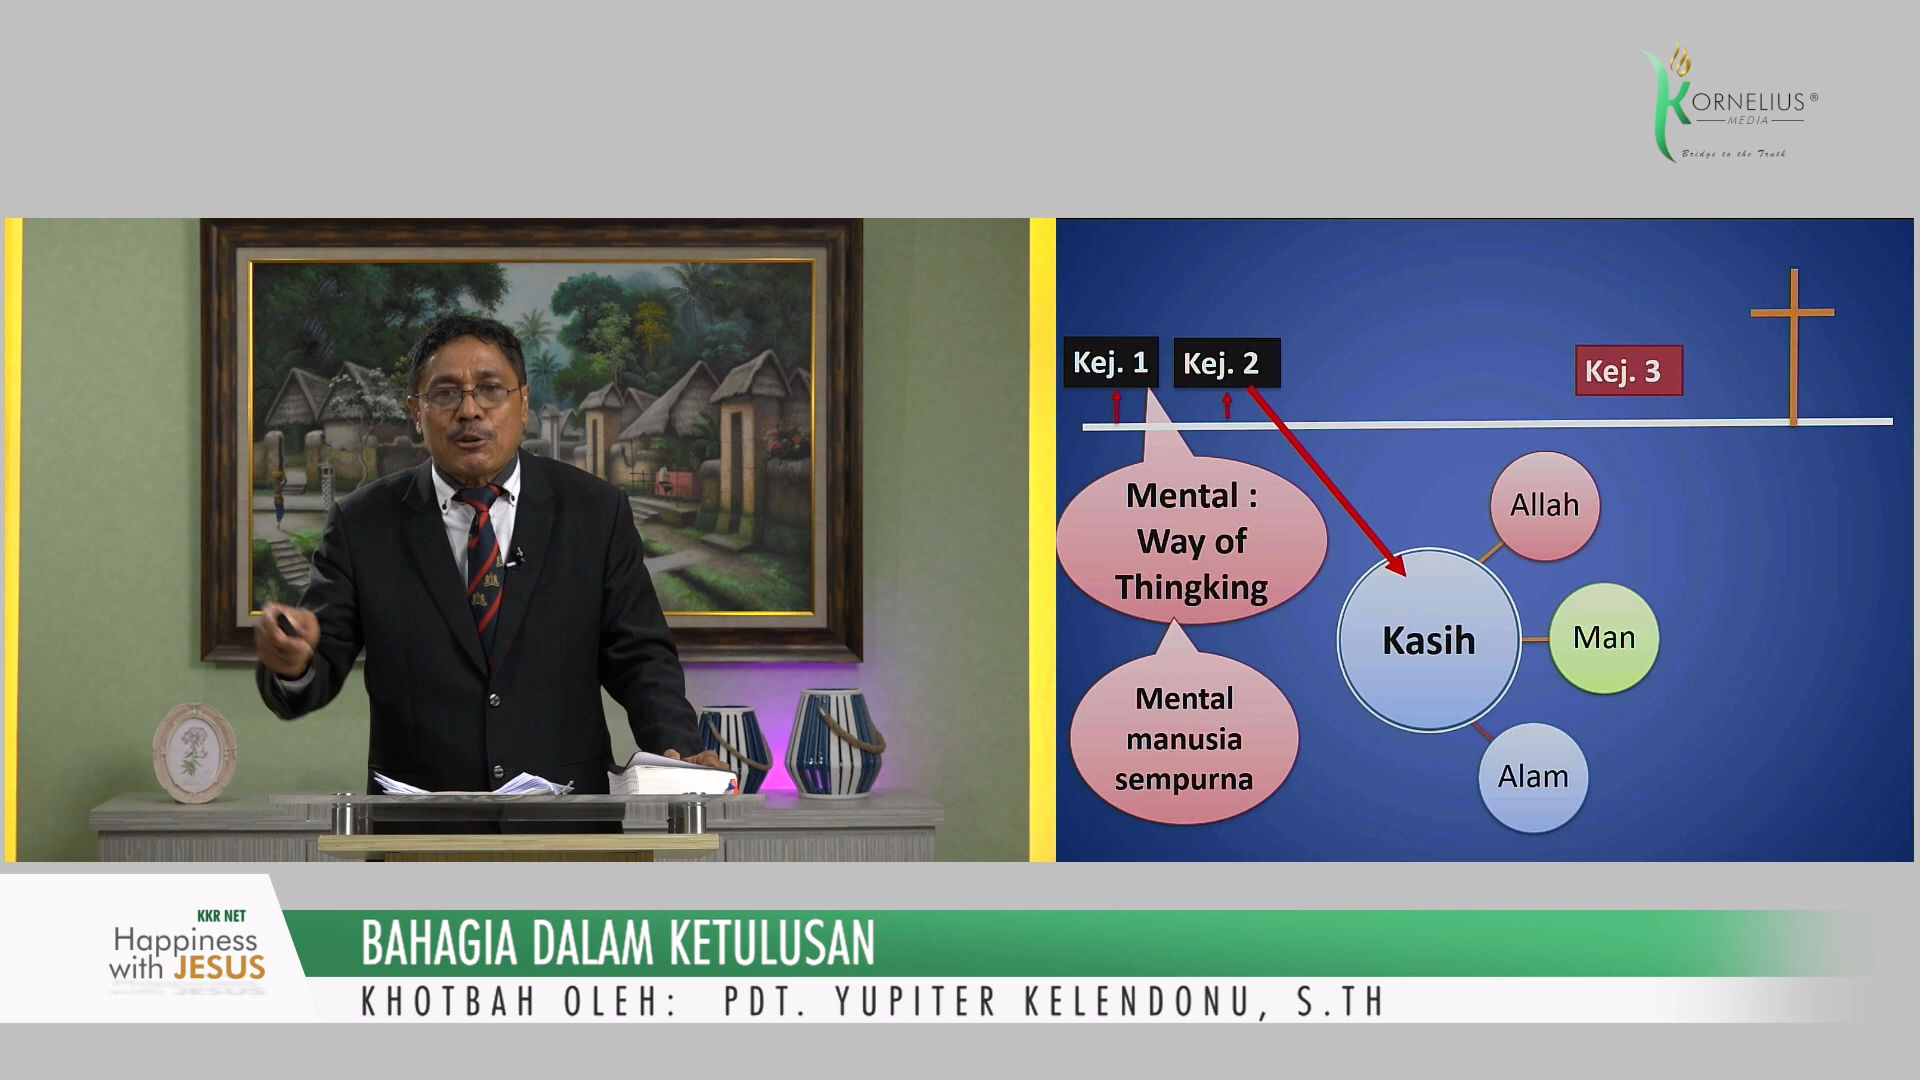 KORNELIUS®
MEDIA
Bridge to the Truth
Kej. 1
Kej. 2
Kej. 3
Mental :
Way of
Thingking
Mental
manusia
sempurna
Kasih
Allah
Man
Alam
KKR NET
Happiness
with JESUS
BAHAGIA DALAM KETULUSAN
KHOTBAH OLEH: PDT. YUPITER KELENDONU, S.TH